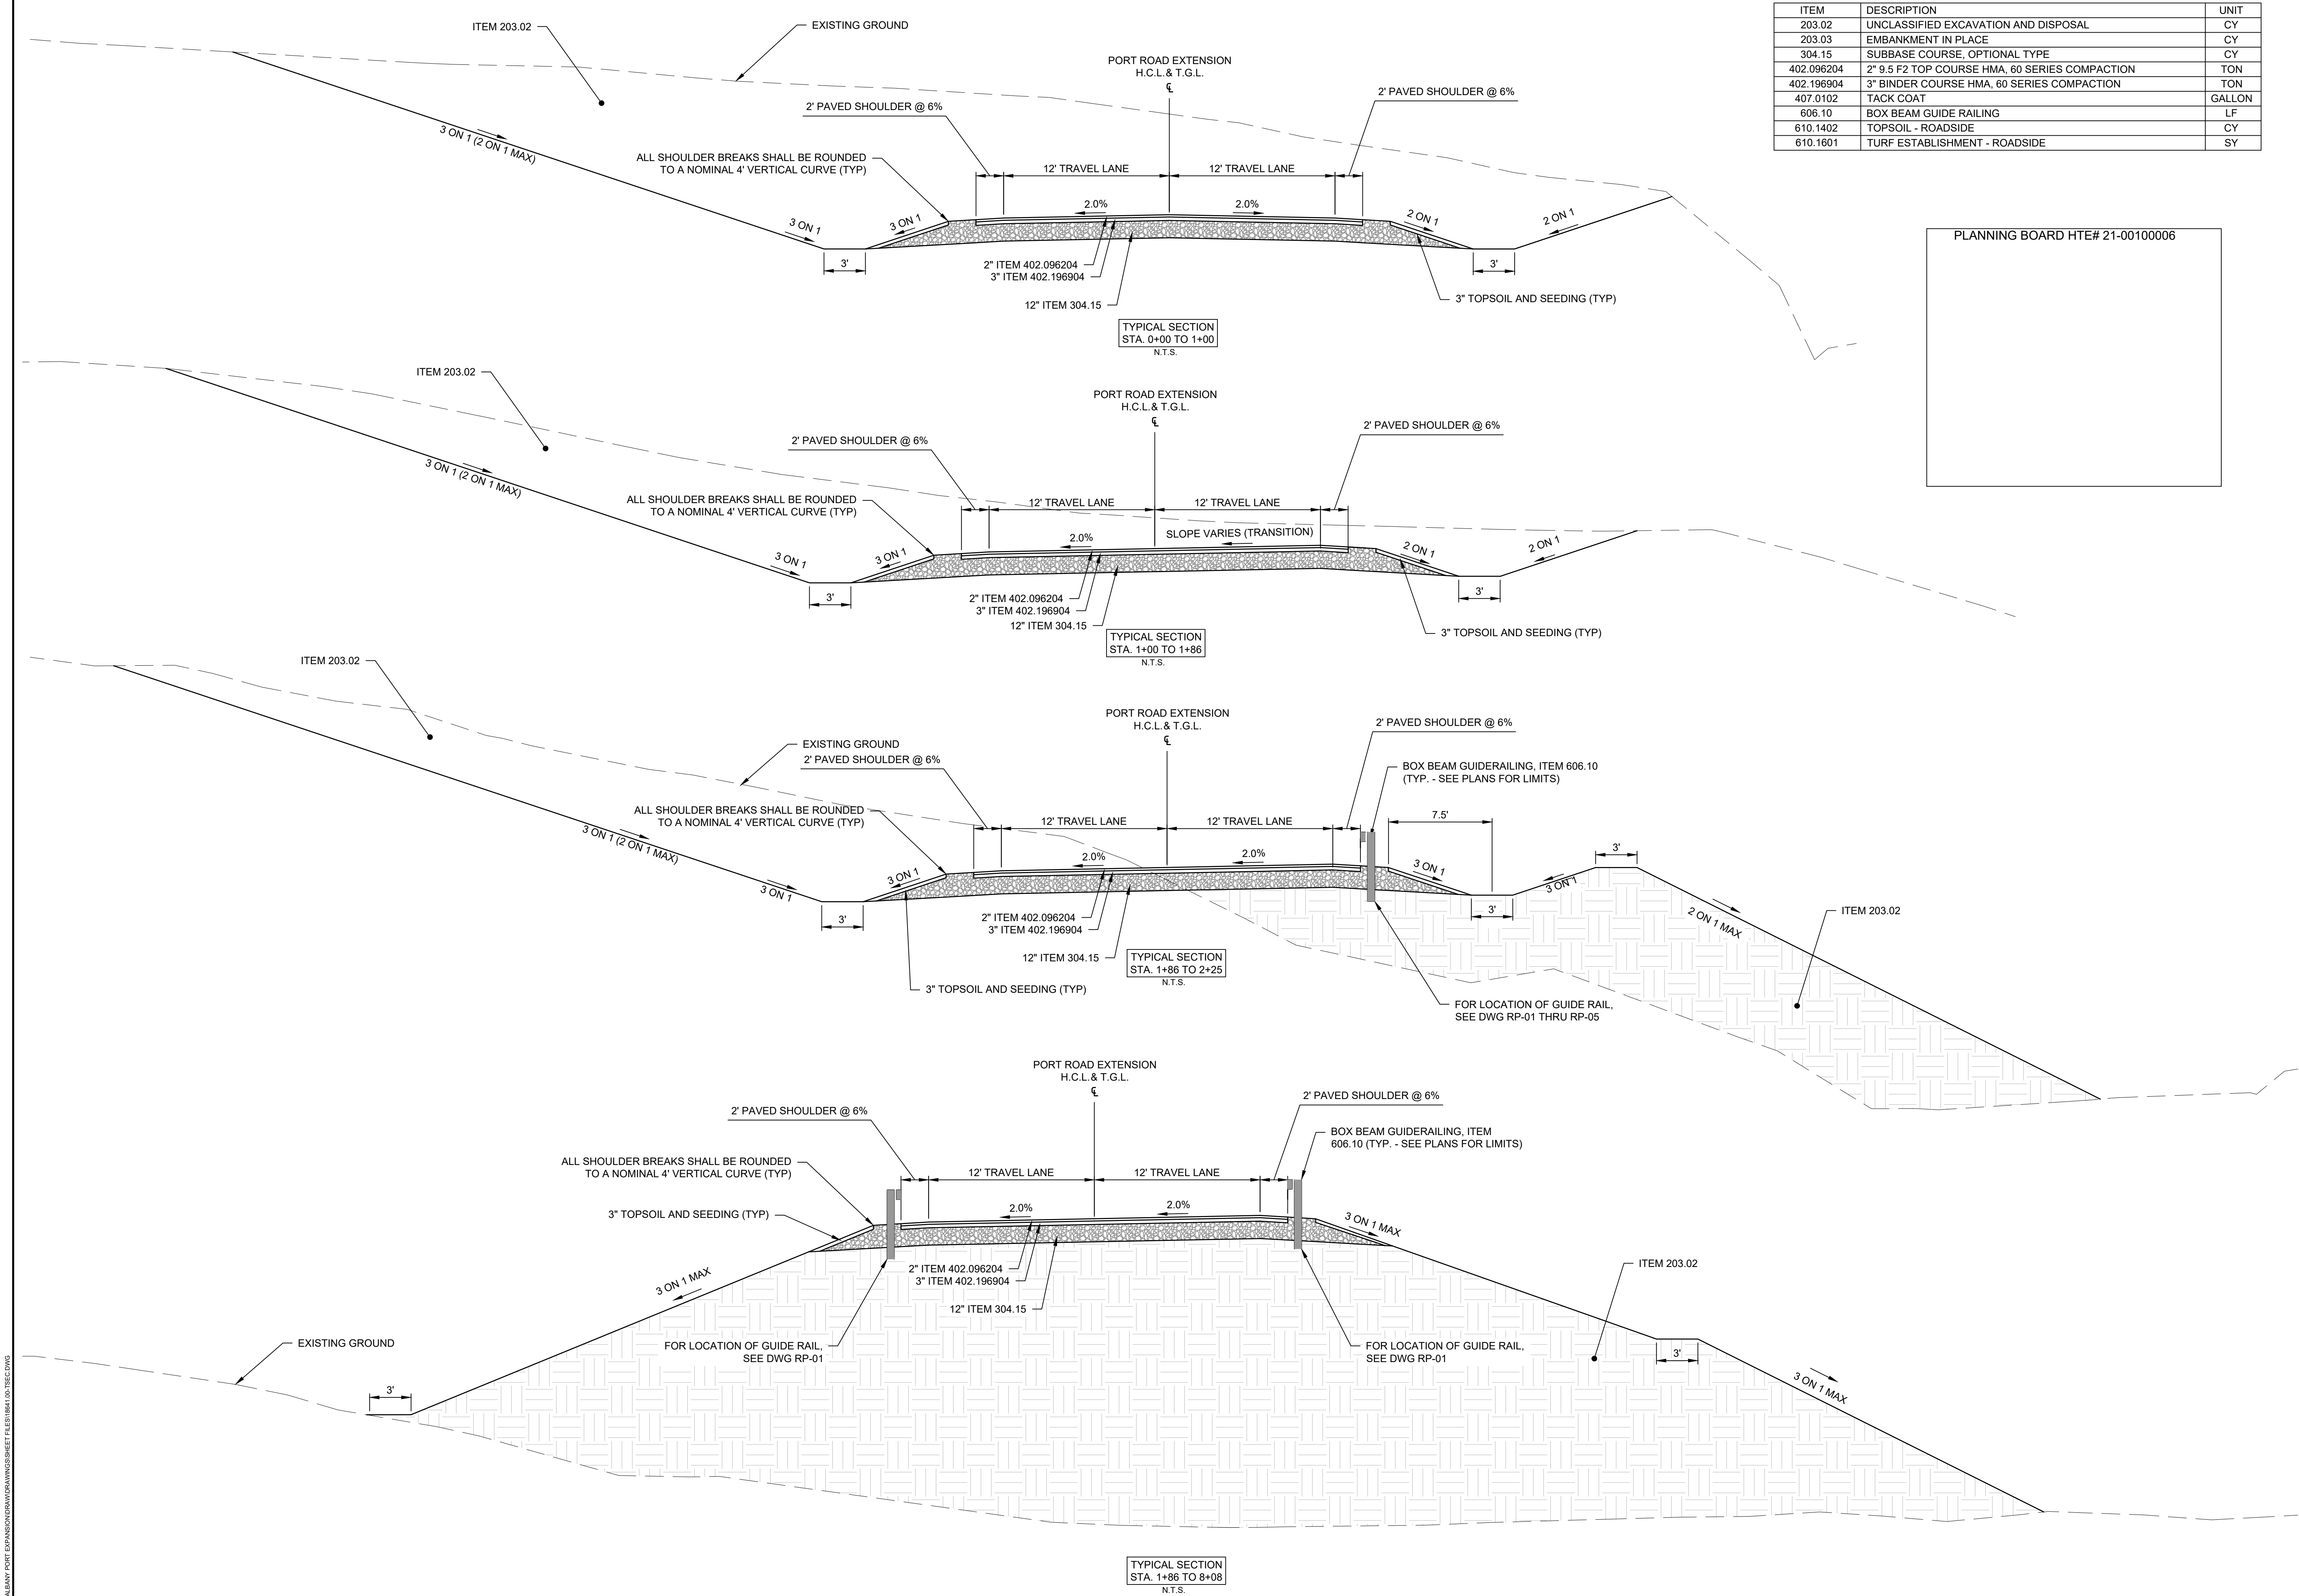 ITEM DESCRIPTION UNIT
203.02 UNCLASSIFIED EXCAVATION AND DISPOSAL CY
203.03 EMBANKMENT IN PLACE CY
304.15 SUBBASE COURSE, OPTIONAL TYPE CY
402.096204 2" 9.5 F2 TOP COURSE HMA, 60 SERIES COMPACTION TON
402.196904 3" BINDER COURSE HMA, 60 SERIES COMPACTION TON
407.0102 TACK COAT GALLON
606.10 BOX BEAM GUIDE RAILING LF
610.1402 TOPSOIL - ROADSIDE CY
610.1601 TURF ESTABLISHMENT - ROADSIDE SY
PLANNING BOARD HTE# 21-00100006
ITEM 203.02
EXISTING GROUND
PORT ROAD EXTENSION
H.C.L.& T.G.L.
℄
2' PAVED SHOULDER @ 6%
2' PAVED SHOULDER @ 6%
3 ON 1 (2 ON 1 MAX)
ALL SHOULDER BREAKS SHALL BE ROUNDED
TO A NOMINAL 4' VERTICAL CURVE (TYP)
12' TRAVEL LANE
12' TRAVEL LANE
2.0%
2.0%
3 ON 1
3 ON 1
2 ON 1
2 ON 1
3'
3'
2" ITEM 402.096204
3" ITEM 402.196904
12" ITEM 304.15
3" TOPSOIL AND SEEDING (TYP)
TYPICAL SECTION
STA. 0+00 TO 1+00
N.T.S.
ITEM 203.02
PORT ROAD EXTENSION
H.C.L.& T.G.L.
℄
2' PAVED SHOULDER @ 6%
2' PAVED SHOULDER @ 6%
3 ON 1 (2 ON 1 MAX)
ALL SHOULDER BREAKS SHALL BE ROUNDED
TO A NOMINAL 4' VERTICAL CURVE (TYP)
12' TRAVEL LANE
12' TRAVEL LANE
2.0%
SLOPE VARIES (TRANSITION)
3 ON 1
3 ON 1
2 ON 1
2 ON 1
3'
3'
2" ITEM 402.096204
3" ITEM 402.196904
12" ITEM 304.15
3" TOPSOIL AND SEEDING (TYP)
TYPICAL SECTION
STA. 1+00 TO 1+86
N.T.S.
ITEM 203.02
PORT ROAD EXTENSION
H.C.L.& T.G.L.
℄
EXISTING GROUND
2' PAVED SHOULDER @ 6%
2' PAVED SHOULDER @ 6%
BOX BEAM GUIDERAILING, ITEM 606.10
(TYP. - SEE PLANS FOR LIMITS)
ALL SHOULDER BREAKS SHALL BE ROUNDED
TO A NOMINAL 4' VERTICAL CURVE (TYP)
12' TRAVEL LANE
12' TRAVEL LANE
7.5'
3 ON 1 (2 ON 1 MAX)
2.0%
2.0%
3'
3 ON 1
3 ON 1
3 ON 1
3 ON 1
3'
3'
2 ON 1 MAX
ITEM 203.02
2" ITEM 402.096204
3" ITEM 402.196904
12" ITEM 304.15
3" TOPSOIL AND SEEDING (TYP)
FOR LOCATION OF GUIDE RAIL,
SEE DWG RP-01 THRU RP-05
TYPICAL SECTION
STA. 1+86 TO 2+25
N.T.S.
PORT ROAD EXTENSION
H.C.L.& T.G.L.
℄
2' PAVED SHOULDER @ 6%
2' PAVED SHOULDER @ 6%
BOX BEAM GUIDERAILING, ITEM
606.10 (TYP. - SEE PLANS FOR LIMITS)
ALL SHOULDER BREAKS SHALL BE ROUNDED
TO A NOMINAL 4' VERTICAL CURVE (TYP)
12' TRAVEL LANE
12' TRAVEL LANE
3" TOPSOIL AND SEEDING (TYP)
2.0%
2.0%
3 ON 1 MAX
3 ON 1 MAX
2" ITEM 402.096204
3" ITEM 402.196904
12" ITEM 304.15
ITEM 203.02
EXISTING GROUND
FOR LOCATION OF GUIDE RAIL,
SEE DWG RP-01
FOR LOCATION OF GUIDE RAIL,
SEE DWG RP-01
3'
3'
3 ON 1 MAX
TYPICAL SECTION
STA. 1+86 TO 8+08
N.T.S.
ALBANY PORT EXPANSION\DRAW\DRAWINGS\SHEET FILES\18641.00-TSEC.DWG